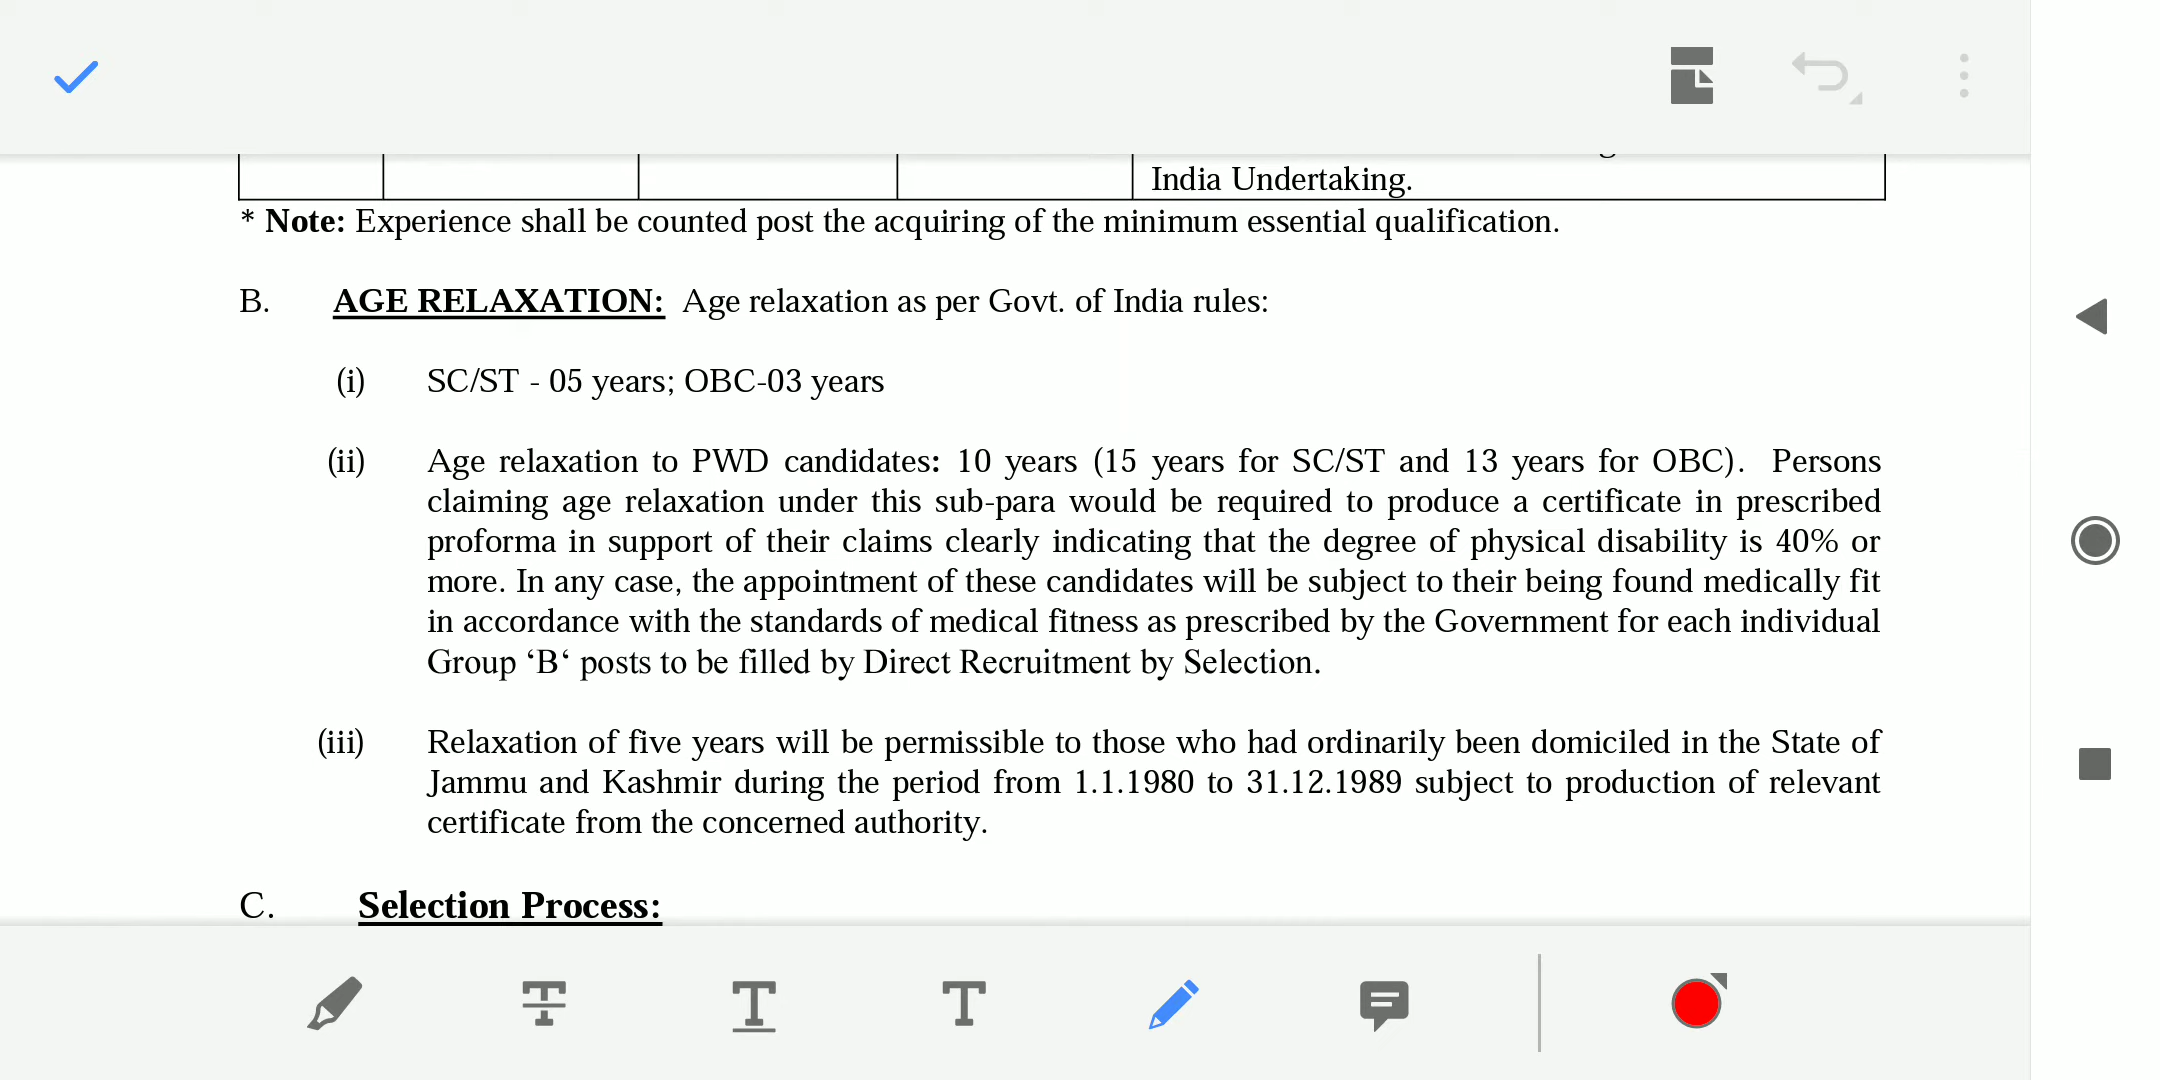 India Undertaking.
* Note: Experience shall be counted post the acquiring of the minimum essential qualification.
B. AGE RELAXATION: Age relaxation as per Govt. of India rules:
(i) SC/ST - 05 years; OBC-03 years
(ii) Age relaxation to PWD candidates: 10 years (15 years for SC/ST and 13 years for OBC). Persons
claiming age relaxation under this sub-para would be required to produce a certificate in prescribed
proforma in support of their claims clearly indicating that the degree of physical disability is 40% or
more. In any case, the appointment of these candidates will be subject to their being found medically fit
in accordance with the standards of medical fitness as prescribed by the Government for each individual
Group ‘B‘ posts to be filled by Direct Recruitment by Selection.
(iii) Relaxation of five years will be permissible to those who had ordinarily been domiciled in the State of
Jammu and Kashmir during the period from 1.1.1980 to 31.12.1989 subject to production of relevant
certificate from the concerned authority.
C. Selection Process: